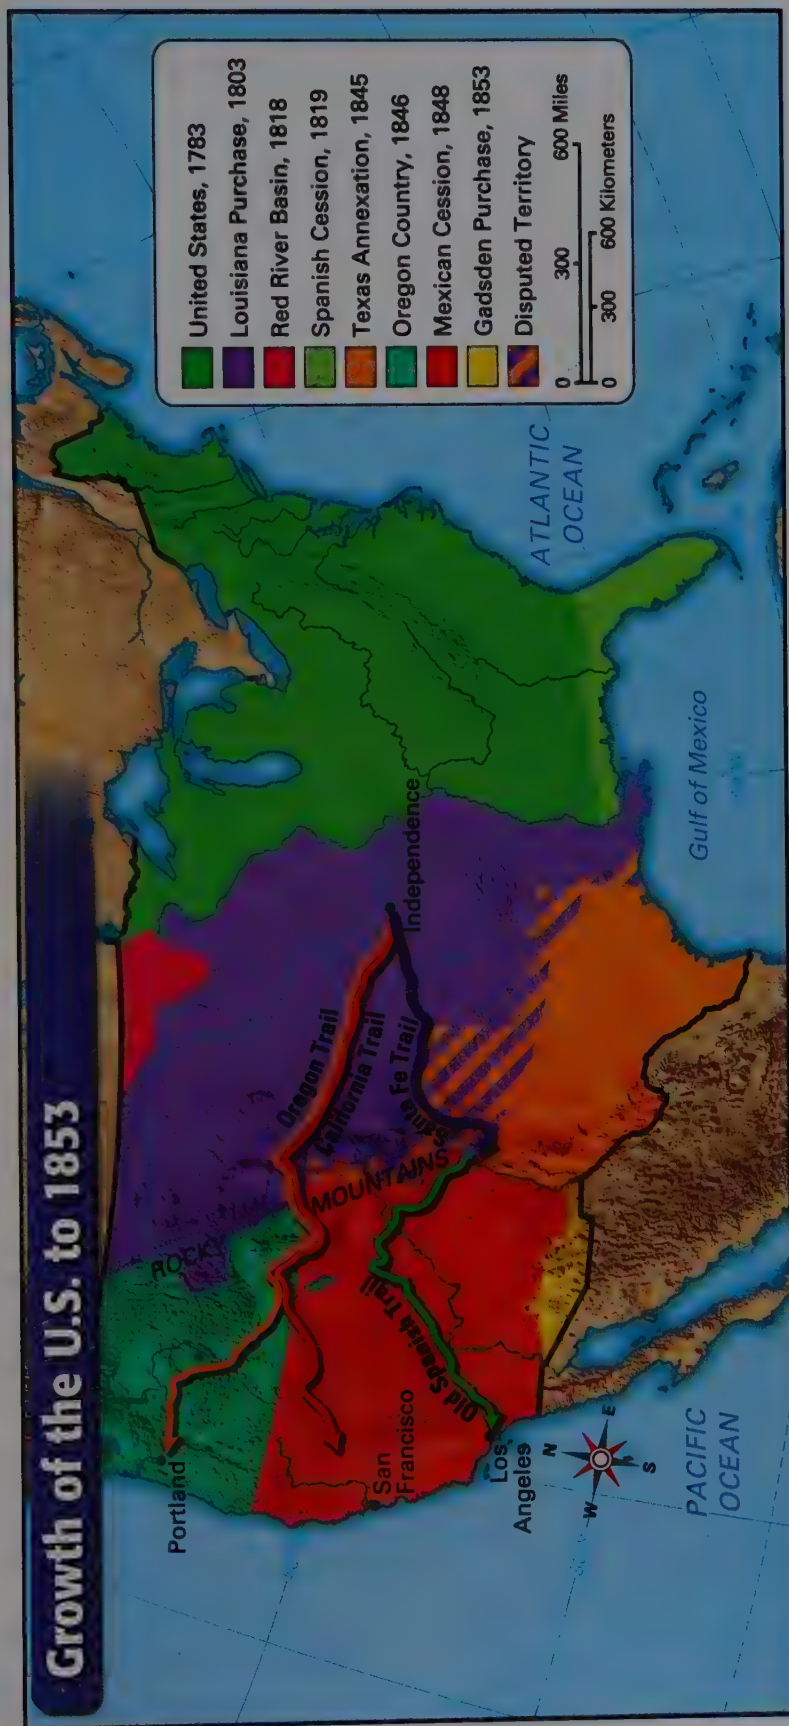 Growth of the U.S. to 1853
United States, 1783
Louisiana Purchase, 1803
Red River Basin, 1818
Spanish Cession, 1819
Texas Annexation, 1845
Oregon Country, 1846
Mexican Cession, 1848
Gadsden Purchase, 1853
Disputed Territory
0 300 600 Miles
0 300 600 Kilometers
Portland
ROCKY
MOUNTAINS
Oregon Trail
California Trail
Santa Fe Trail
Independence
Old Spanish Trail
San
Francisco
Los
Angeles
N
W
E
S
PACIFIC
OCEAN
Gulf of Mexico
ATLANTIC
OCEAN